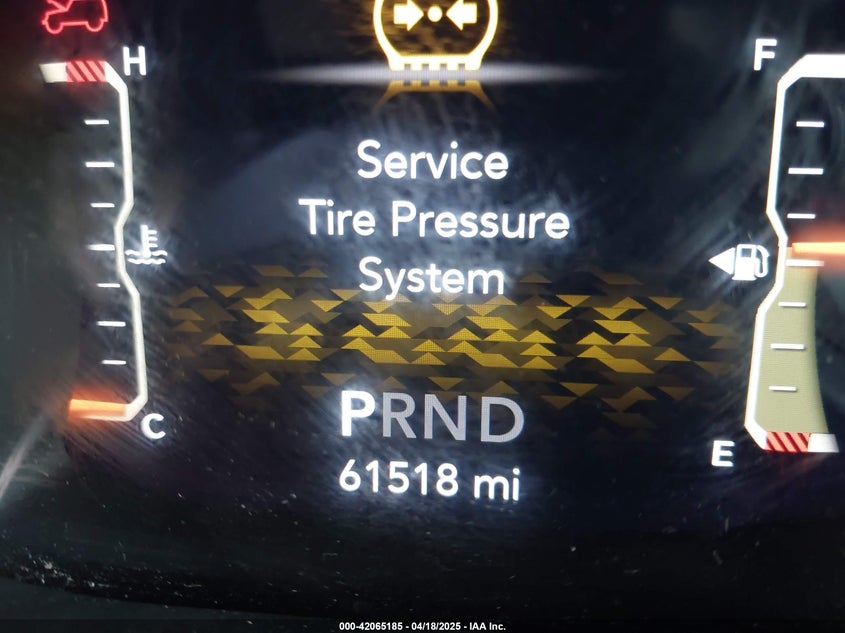 H
F
Service
Tire Pressure
System
PRND
C
E
61518 mi
000-42065185 - 04/18/2025 - IAA Inc.